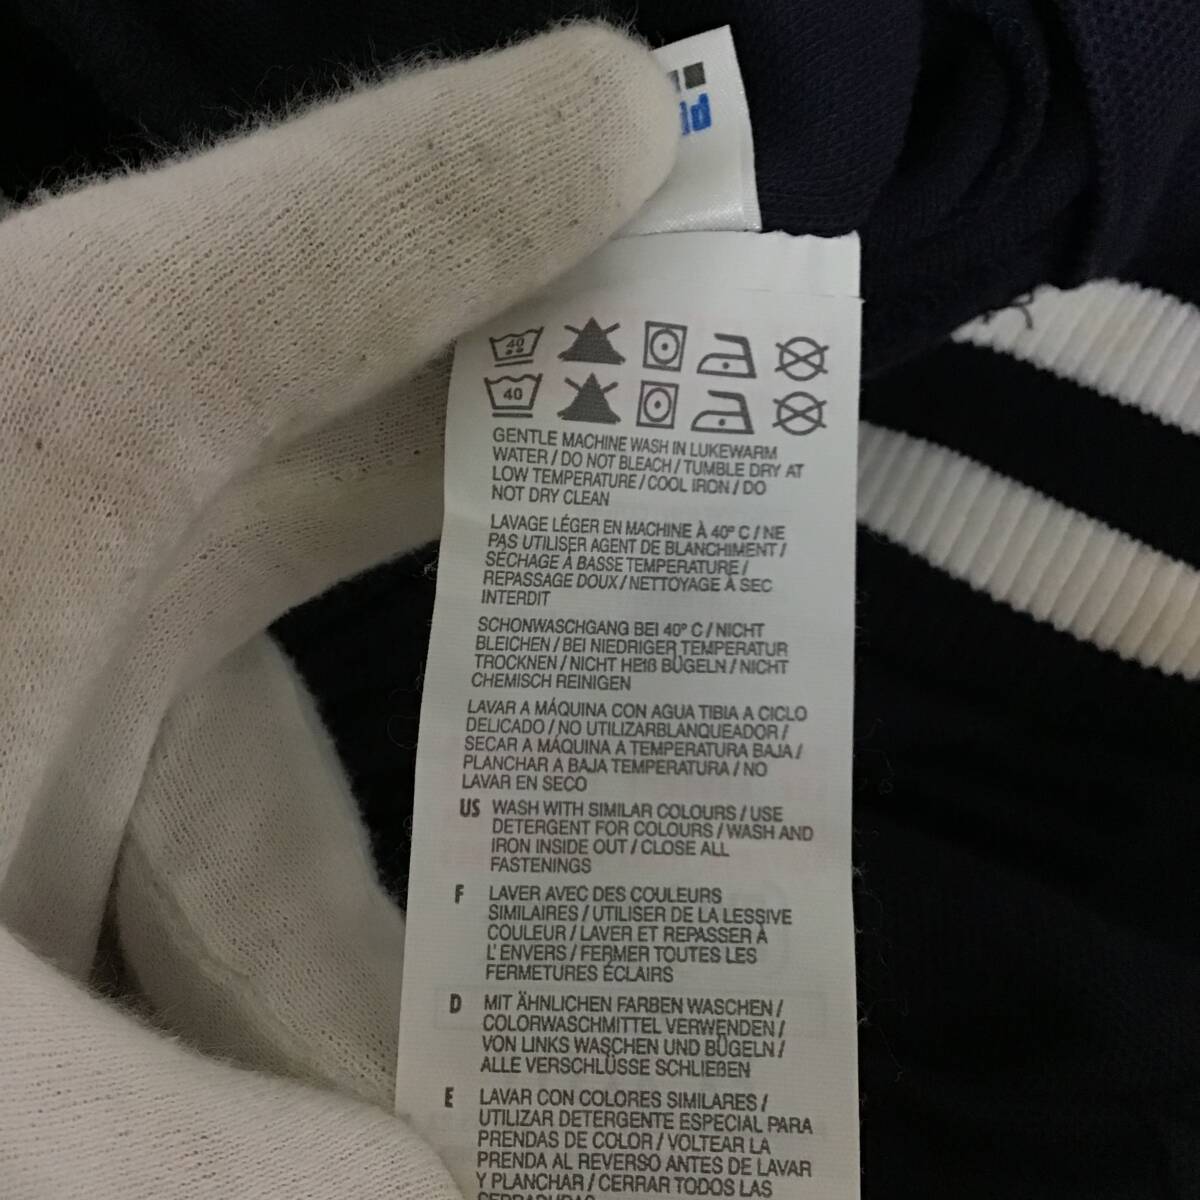 40
40
GENTLE MACHINE WASH IN LUKEWARM
WATER / DO NOT BLEACH / TUMBLE DRY AT
LOW TEMPERATURE / COOL IRON / DO
NOT DRY CLEAN
LAVAGE LÉGER EN MACHINE À 40° C / NE
PAS UTILISER AGENT DE BLANCHIMENT /
SÉCHAGE À BASSE TEMPERATURE /
REPASSAGE DOUX / NETTOYAGE À SEC
INTERDIT
SCHONWASCHGANG BEI 40° C / NICHT
BLEICHEN / BEI NIEDRIGER TEMPERATUR
TROCKNEN / NICHT HEIß BÜGELN / NICHT
CHEMISCH REINIGEN
LAVAR A MÁQUINA CON AGUA TIBIA A CICLO
DELICADO / NO UTILIZARBLANQUEADOR /
SECAR A MÁQUINA A TEMPERATURA BAJA /
PLANCHAR A BAJA TEMPERATURA / NO
LAVAR EN SECO
US WASH WITH SIMILAR COLOURS / USE
DETERGENT FOR COLOURS / WASH AND
IRON INSIDE OUT / CLOSE ALL
FASTENINGS
F LAVER AVEC DES COULEURS
SIMILAIRES / UTILISER DE LA LESSIVE
COULEUR / LAVER ET REPASSER À
L'ENVERS / FERMER TOUTES LES
FERMETURES ÉCLAIRS
D MIT ÄHNLICHEN FARBEN WASCHEN /
COLORWASCHMITTEL VERWENDEN /
VON LINKS WASCHEN UND BÜGELN /
ALLE VERSCHLÜSSE SCHLIEßEN
E LAVAR CON COLORES SIMILARES /
UTILIZAR DETERGENTE ESPECIAL PARA
PRENDAS DE COLOR / VOLTEAR LA
PRENDA AL REVERSO ANTES DE LAVAR
Y PLANCHAR / CERRAR TODOS LAS